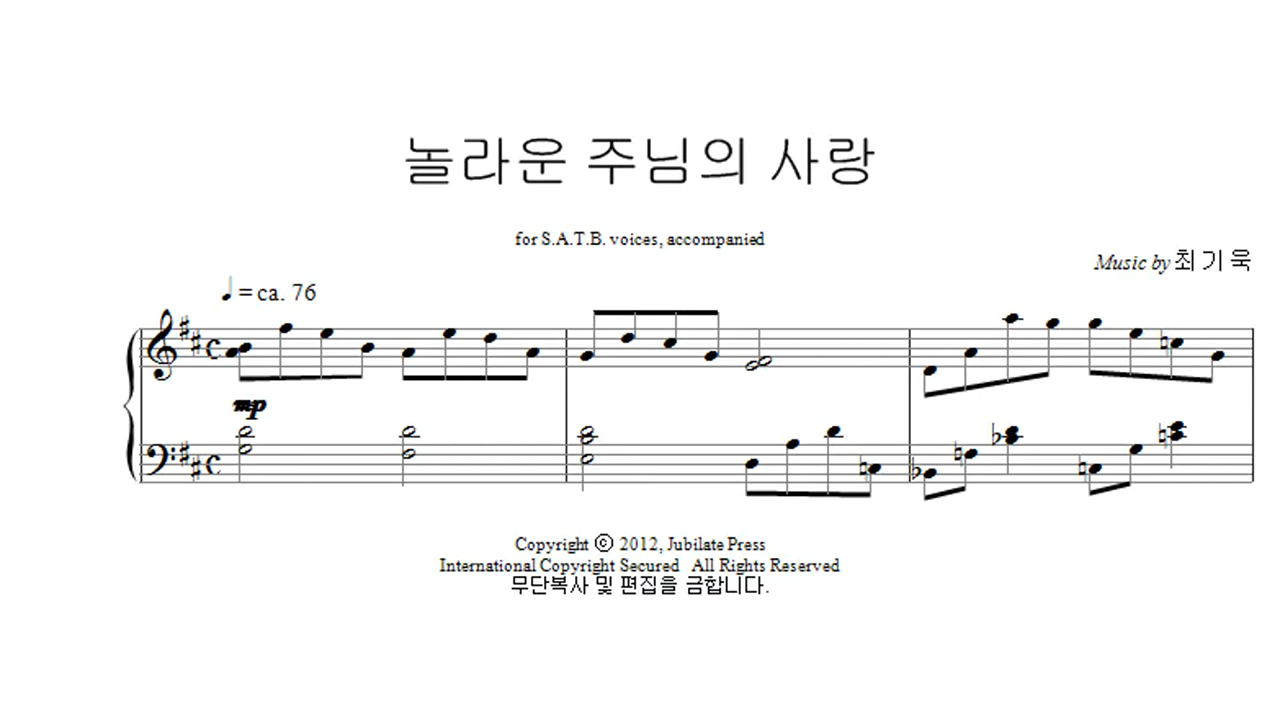 놀라운 주님의 사랑
for S.A.T.B. voices, accompanied
Music by 최 기 욱
♩ = ca. 76
mp
Copyright ⓒ 2012, Jubilate Press
International Copyright Secured All Rights Reserved
무단복사 및 편집을 금합니다.